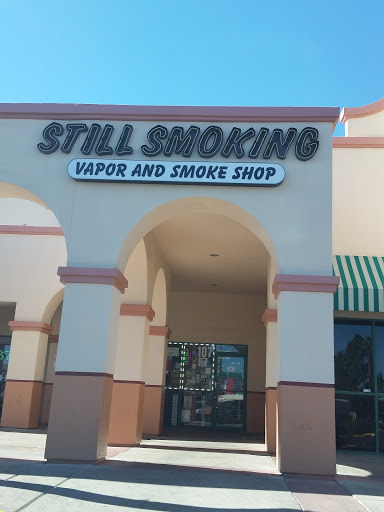 STILL SMOKING
VAPOR AND SMOKE SHOP